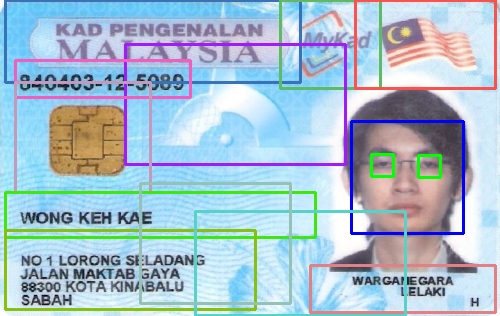 KAD PENGENALAN
MALAYSIA
MyKad
840403-12-5089
WONG KEH KAE
NO 1 LORONG SELADANG
JALAN MAKTAB GAYA
88300 KOTA KINABALU
SABAH
WARGANEGARA
LELAKI
H